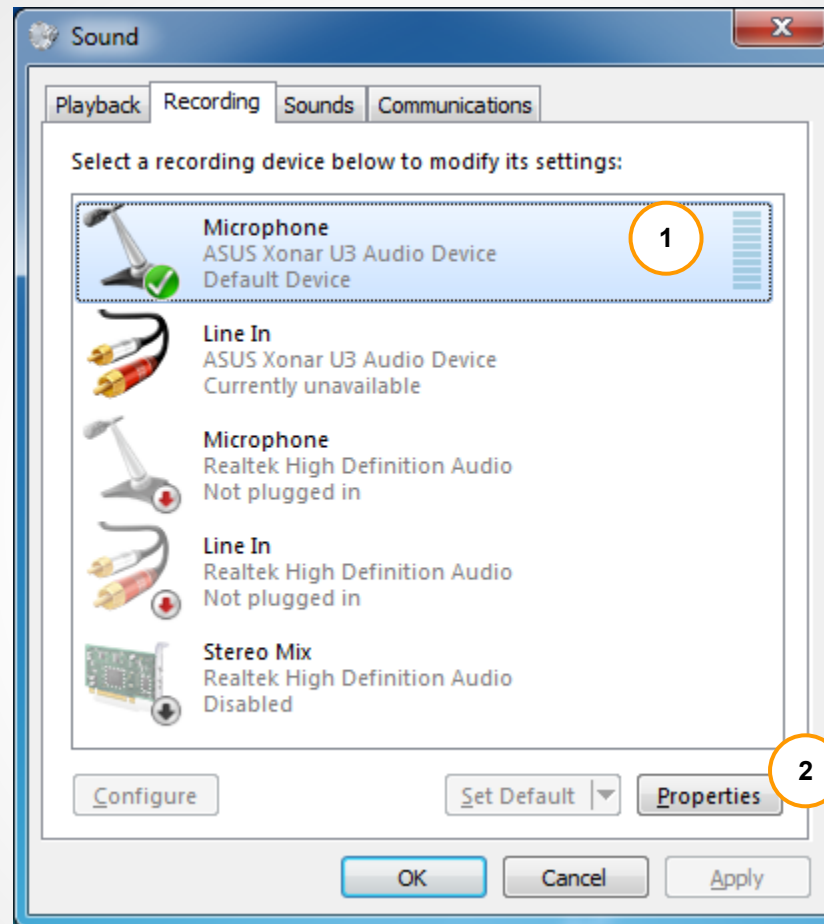 Sound
Playback Recording Sounds Communications
Select a recording device below to modify its settings:
Microphone
ASUS Xonar U3 Audio Device
Default Device
1
Line In
ASUS Xonar U3 Audio Device
Currently unavailable
Microphone
Realtek High Definition Audio
Not plugged in
Line In
Realtek High Definition Audio
Not plugged in
Stereo Mix
Realtek High Definition Audio
Disabled
2
Configure Set Default Properties
OK Cancel Apply